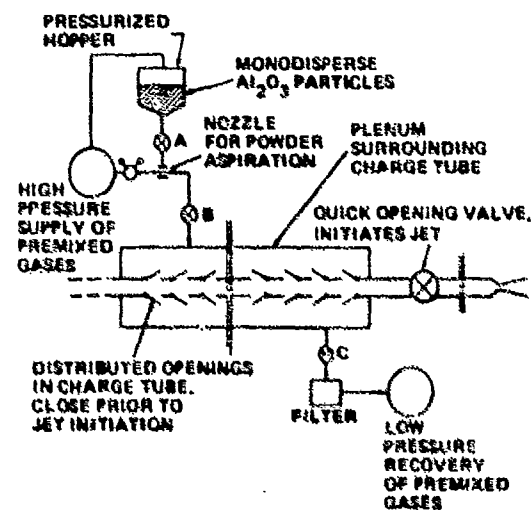 PRESSURIZED
HOPPER
MONODISPERSE
Al2O3 PARTICLES
A
NOZZLE
FOR POWDER
ASPIRATION
PLENUM
SURROUNDING
CHARGE TUBE
HIGH
PRESSURE
SUPPLY OF
PREMIXED
GASES
B
QUICK OPENING VALVE,
INITIATES JET
DISTRIBUTED OPENINGS
IN CHARGE TUBE.
CLOSE PRIOR TO
JET INITIATION
C
FILTER
LOW
PRESSURE
RECOVERY
OF PREMIXED
GASES